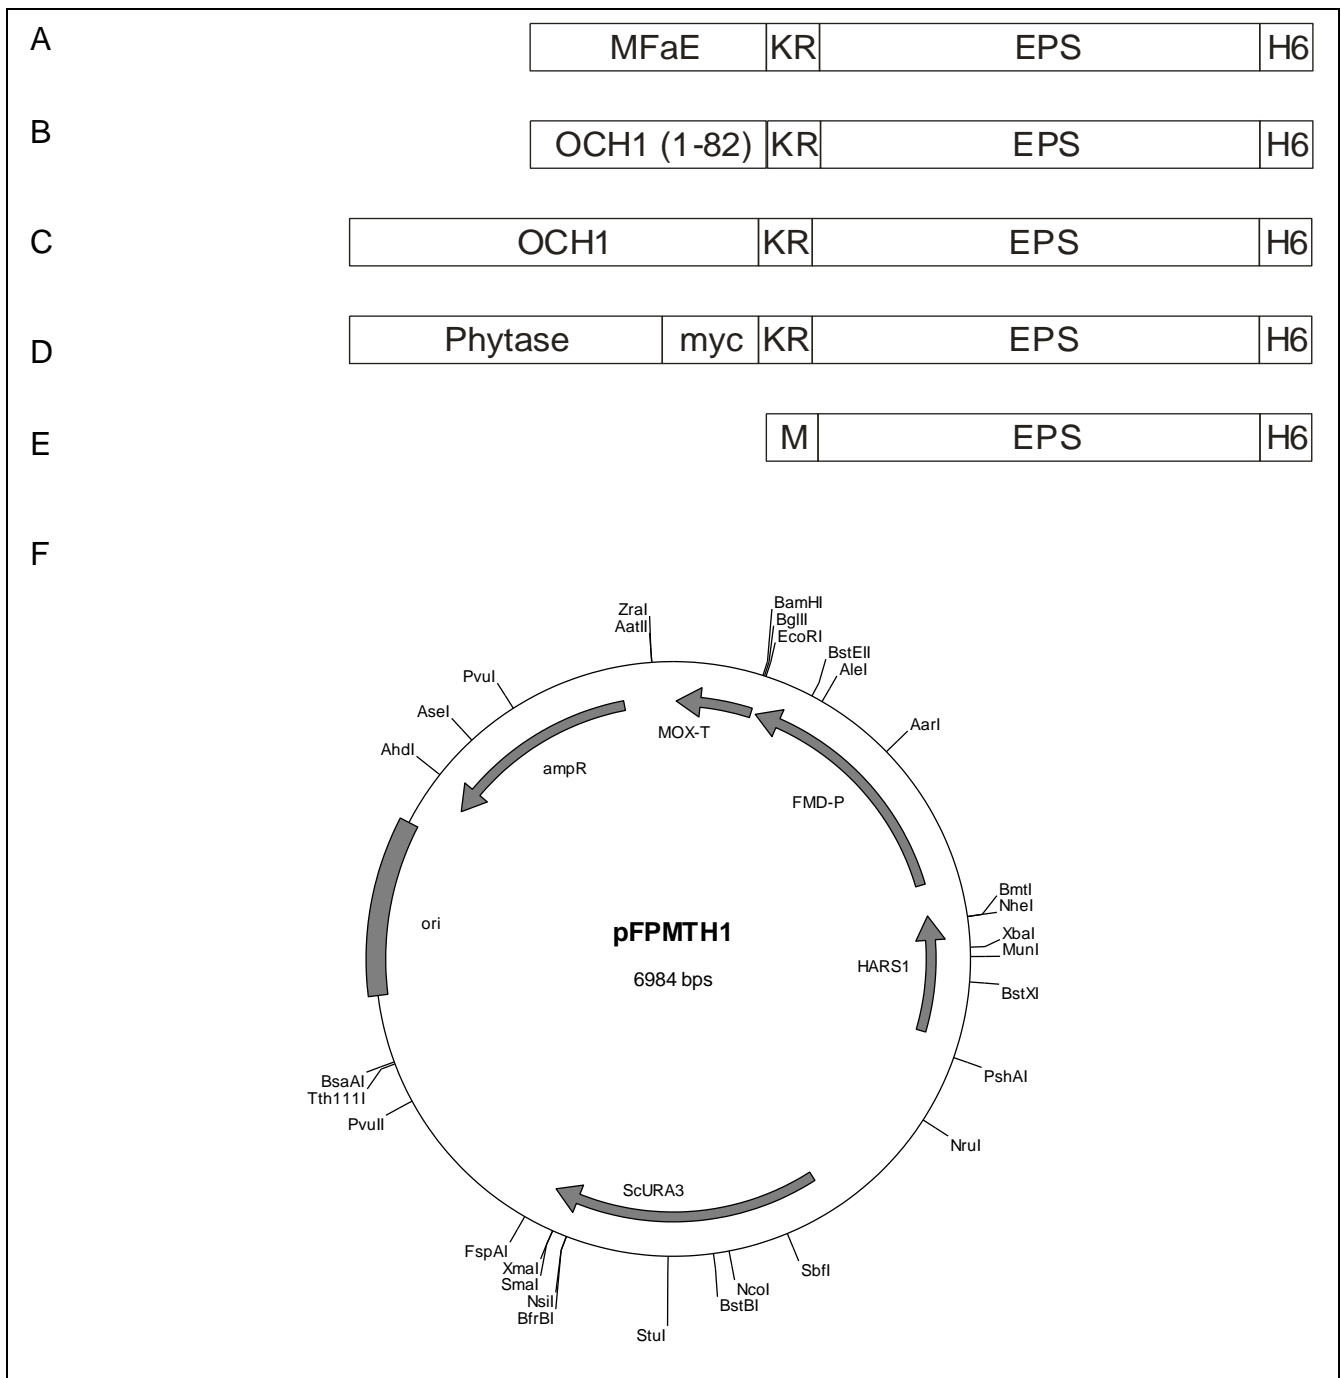 A
MFaE KR EPS H6
B
OCH1 (1-82) KR EPS H6
C
OCH1 KR EPS H6
D
Phytase myc KR EPS H6
E
M EPS H6
F
ZraI
AatII
BamHI
BglII
EcoRI
BstEII
AleI
PvuI
AseI
AhdI
AarI
MOX-T
ampR
FMD-P
BmtI
NheI
XbaI
MunI
BstXI
ori
pFPMTH1
6984 bps
HARS1
PshAI
NruI
BsaAI
Tth111I
PvuII
ScURA3
FspAI
XmaI
SmaI
NsiI
BfrBI
StuI
NcoI
BstBI
SbfI